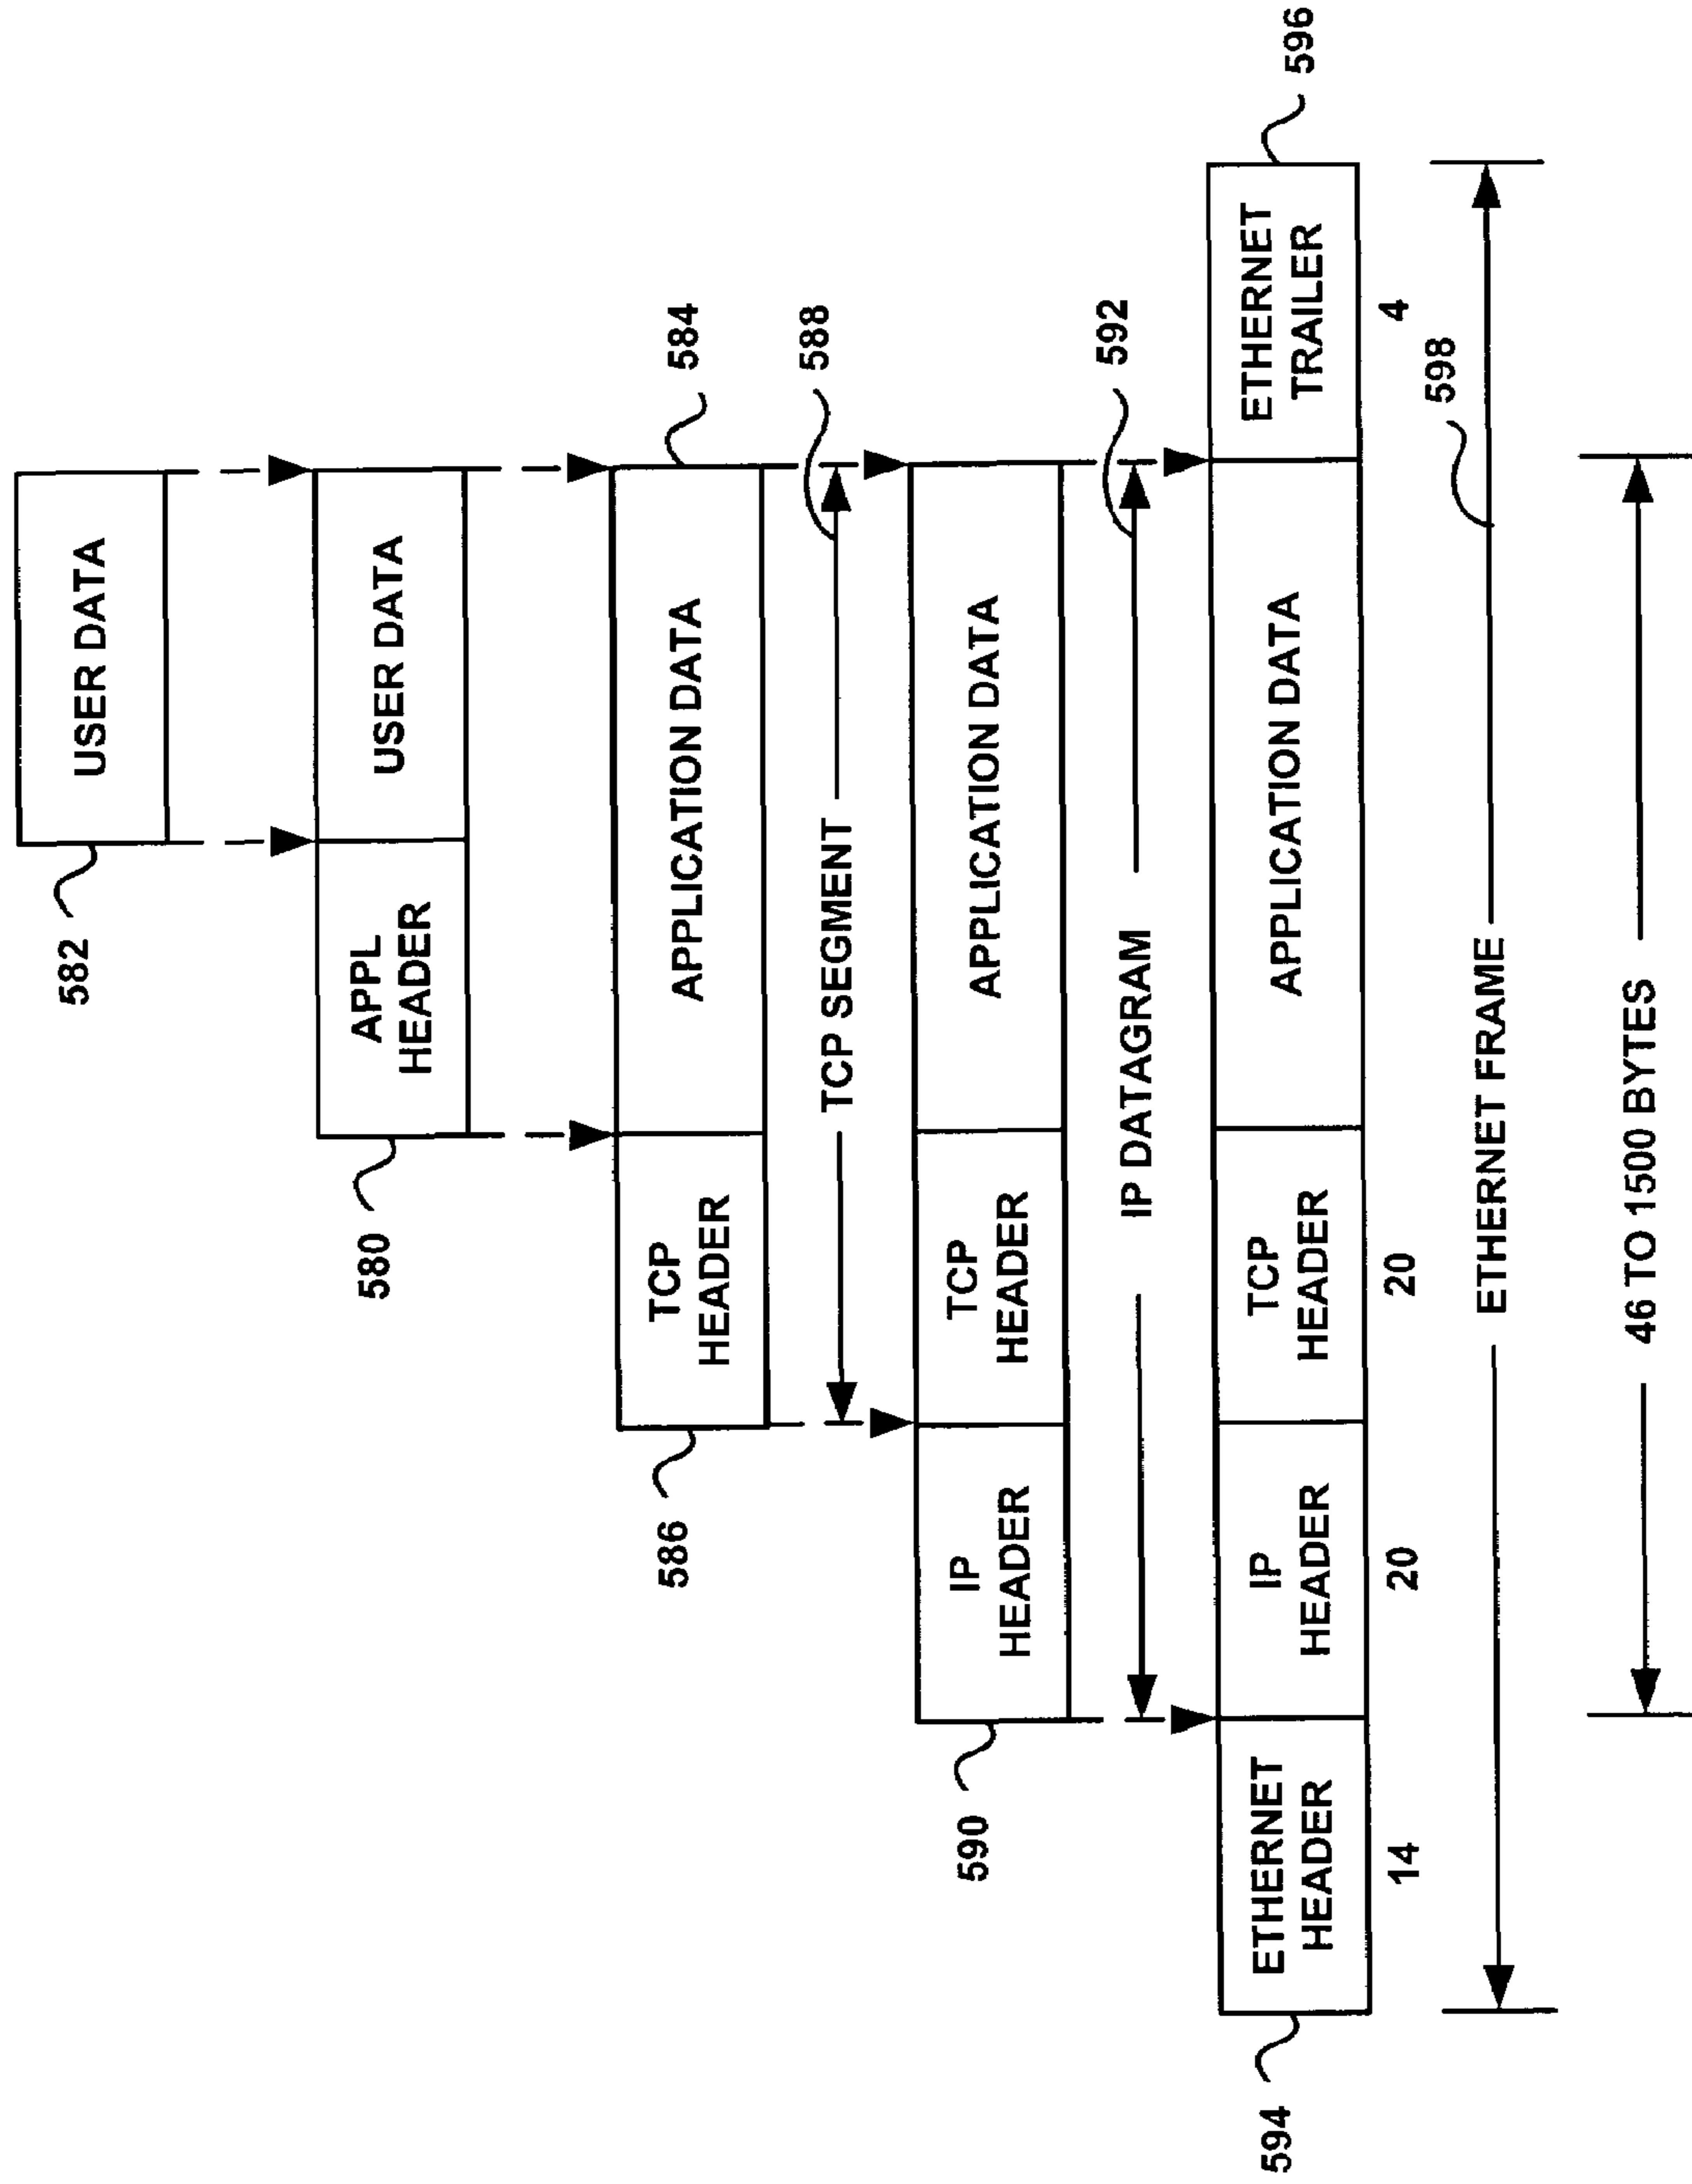 USER DATA
582
APPL
HEADER
USER DATA
580
TCP
HEADER
APPLICATION DATA
584
586
TCP SEGMENT
588
IP
HEADER
TCP
HEADER
APPLICATION DATA
590
IP DATAGRAM
592
ETHERNET
HEADER
IP
HEADER
TCP
HEADER
APPLICATION DATA
ETHERNET
TRAILER
596
594
14
20
20
4
ETHERNET FRAME
598
46 TO 1500 BYTES